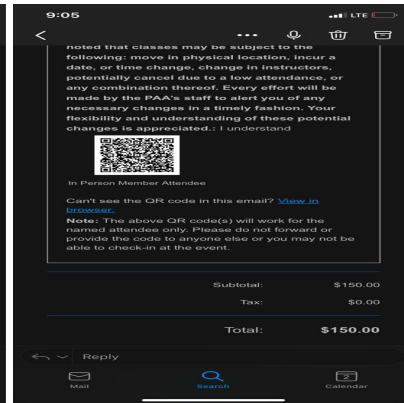 9:05
LTE
noted that classes may be subject to the
following: move in physical location, incur a
date, or time change, change in instructors,
potentially cancel due to a low attendance, or
any combination thereof. Every effort will be
made by the PAA's staff to alert you of any
necessary changes in a timely fashion. Your
flexibility and understanding of these potential
changes is appreciated.: I understand
In Person Member Attendee
Can't see the QR code in this email? View in
browser.
Note: The above QR code(s) will work for the
named attendee only. Please do not forward or
provide the code to anyone else or you may not be
able to check-in at the event.
Subtotal: $150.00
Tax: $0.00
Total: $150.00
Reply
Mail Search 2 Calendar